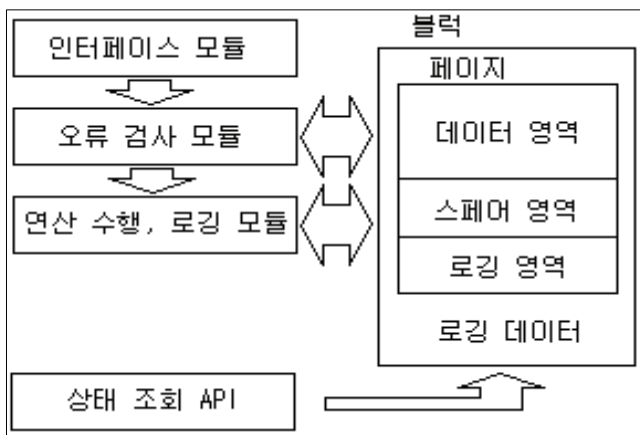 인터페이스 모듈
오류 검사 모듈
연산 수행, 로깅 모듈
상태 조회 API
블럭
페이지
데이터 영역
스페어 영역
로깅 영역
로깅 데이터